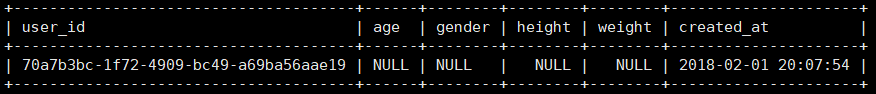 +--------------------------------------+------+--------+--------+--------+---------------------+
| user_id                              | age  | gender | height | weight | created_at          |
+--------------------------------------+------+--------+--------+--------+---------------------+
| 70a7b3bc-1f72-4909-bc49-a69ba56aae19 | NULL | NULL   |   NULL |   NULL | 2018-02-01 20:07:54 |
+--------------------------------------+------+--------+--------+--------+---------------------+